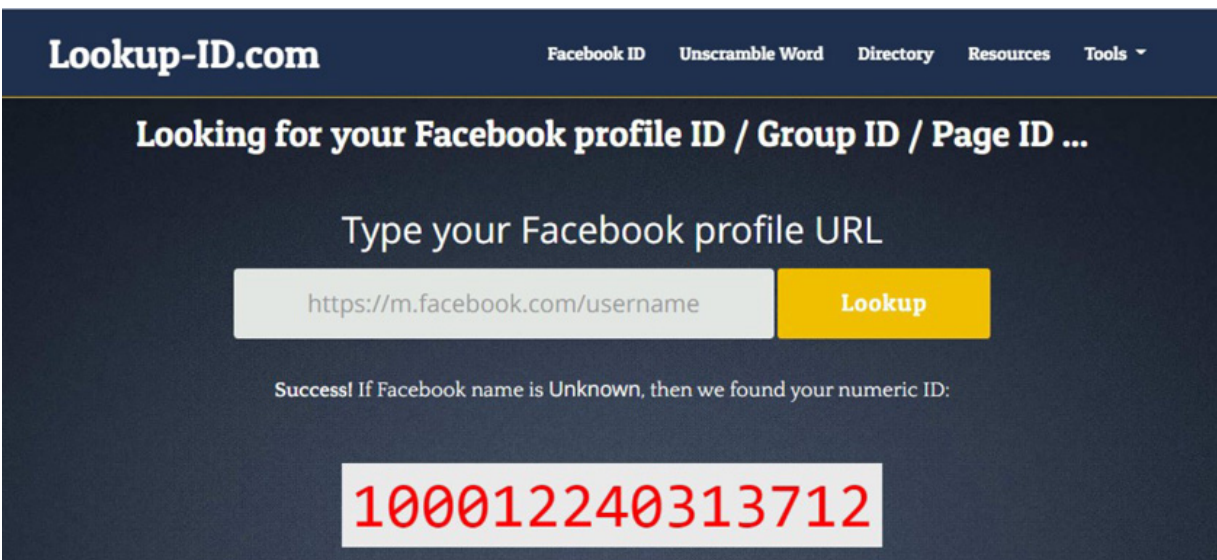 Lookup-ID.com Facebook ID Unscramble Word Directory Resources Tools
Looking for your Facebook profile ID / Group ID / Page ID ...
Type your Facebook profile URL
https://m.facebook.com/username Lookup
Success! If Facebook name is Unknown, then we found your numeric ID:
100012240313712